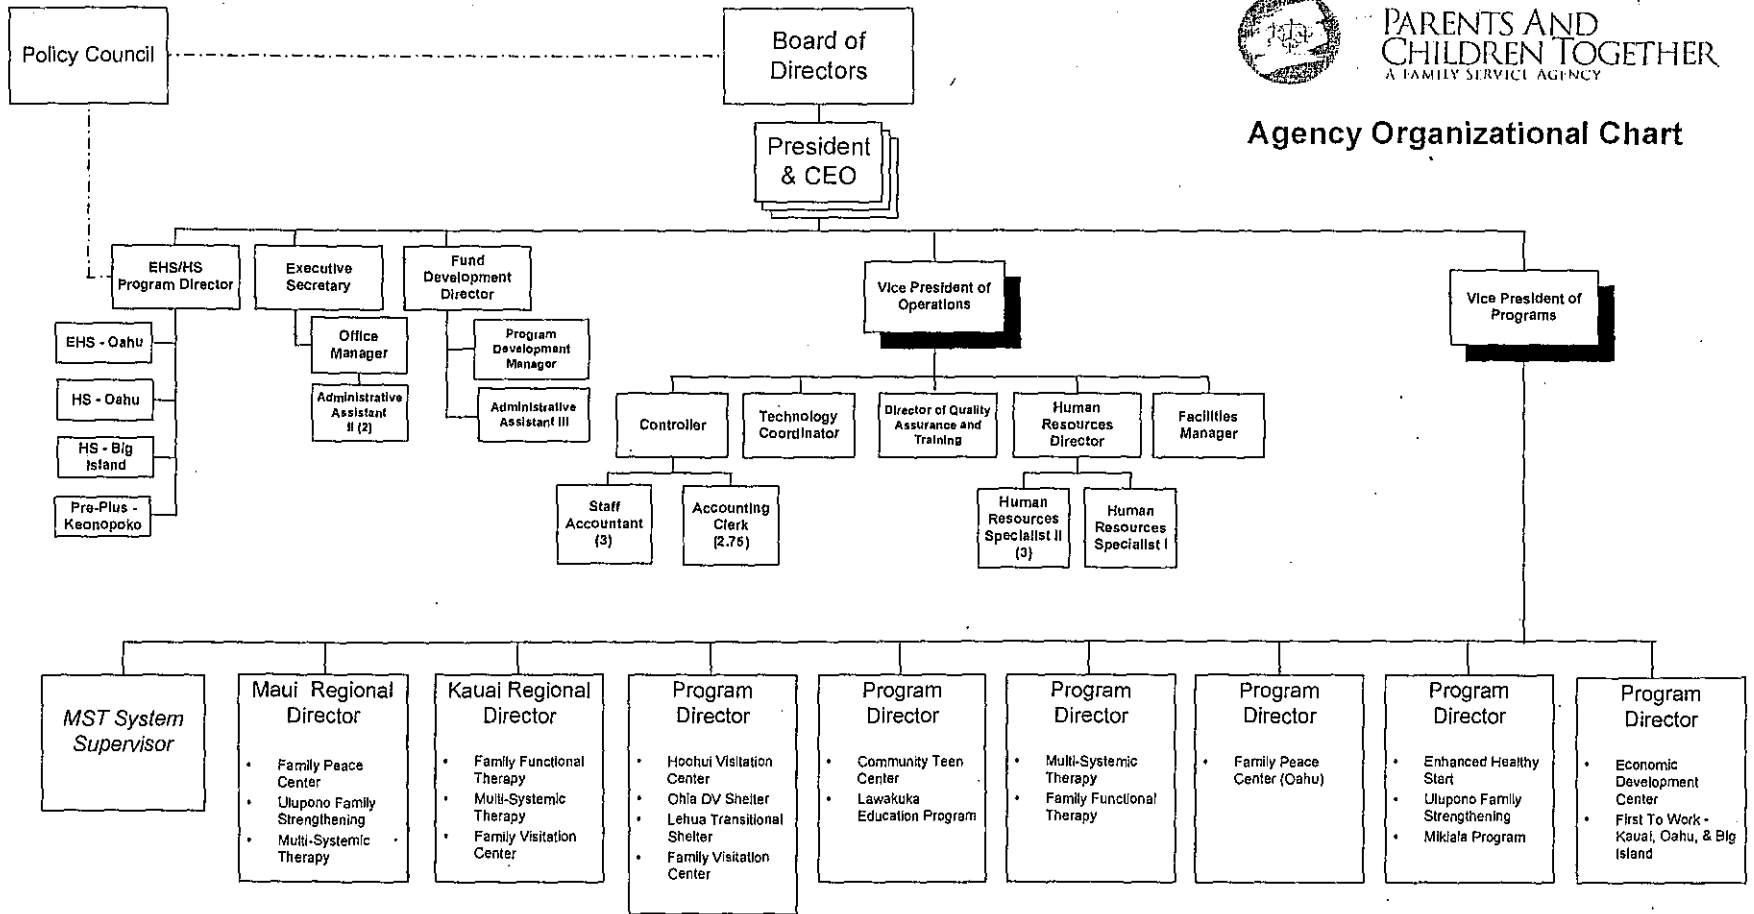 Policy Council
Board of
Directors
PARENTS AND
CHILDREN TOGETHER
A FAMILY SERVICE AGENCY
Agency Organizational Chart
President
& CEO
EHS/HS
Program Director
Executive
Secretary
Fund
Development
Director
Vice President of
Operations
Vice President of
Programs
EHS - Oahu
HS - Oahu
HS - Big
Island
Pre-Plus -
Keonopoko
Office
Manager
Administrative
Assistant
II (2)
Program
Development
Manager
Administrative
Assistant III
Controller
Technology
Coordinator
Director of Quality
Assurance and
Training
Human
Resources
Director
Facilities
Manager
Staff
Accountant
(3)
Accounting
Clerk
(2.75)
Human
Resources
Specialist II
(3)
Human
Resources
Specialist I
MST System
Supervisor
Maui Regional
Director
• Family Peace
Center
• Ulupono Family
Strengthening
• Multi-Systemic
Therapy
Kauai Regional
Director
• Family Functional
Therapy
• Multi-Systemic
Therapy
• Family Visitation
Center
Program
Director
• Hoohui Visitation
Center
• Ohia DV Shelter
• Lehua Transitional
Shelter
• Family Visitation
Center
Program
Director
• Community Teen
Center
• Lawakuka
Education Program
Program
Director
• Multi-Systemic
Therapy
• Family Functional
Therapy
Program
Director
• Family Peace
Center (Oahu)
Program
Director
• Enhanced Healthy
Start
• Ulupono Family
Strengthening
• Mikiala Program
Program
Director
• Economic
Development
Center
• First To Work -
Kauai, Oahu, & Big
Island